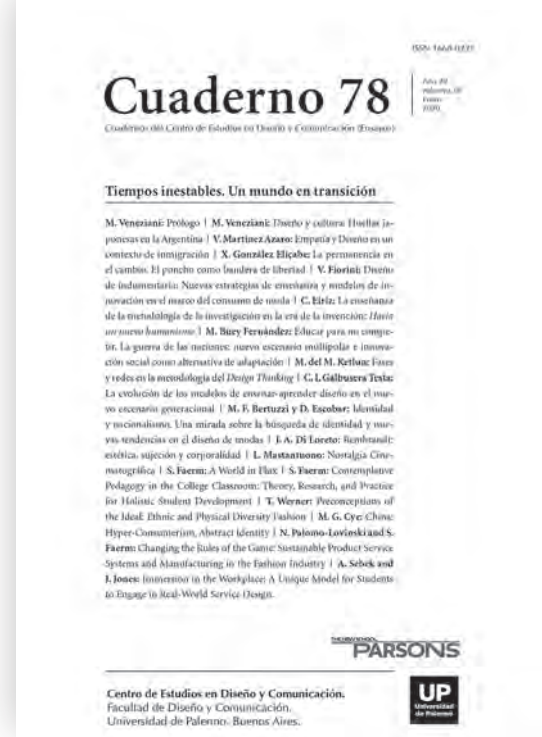 ISSN 1668-0227
Cuaderno 78
Año 20
Enero
2020
Cuadernos del Centro de Estudios en Diseño y Comunicación [Ensayos]
Tiempos inestables. Un mundo en transición
M. Veneziani: Prólogo | M. Veneziani: Diseño y cultura: Huellas ja-
ponesas en la Argentina | V. Martínez Azaro: Empatía y Diseño en un
contexto de inmigración | X. González Eliçabe: La permanencia en
el cambio. El poncho como bandera de libertad | V. Fiorini: Diseño
de indumentaria: Nuevas estrategias de enseñanza y modelos de in-
novación en el marco del consumo de moda | C. Eiriz: La enseñanza
de la metodología de la investigación en la era de la invención: Hacia
un nuevo humanismo | M. Buey Fernández: Educar para no compe-
tir. La guerra de las naciones: nuevo escenario multipolar e innova-
ción social como alternativa de adaptación | M. del M. Ketlun: Fases
y redes en la metodología del Design Thinking | C. I. Galbusera Testa:
La evolución de los modelos de enseñar-aprender diseño en el nue-
vo escenario generacional | M. F. Bertuzzi y D. Escobar: Identidad
y nacionalismo. Una mirada sobre la búsqueda de identidad y nue-
vas tendencias en el diseño de modas | J. A. Di Loreto: Rembrandt:
estética, sujeción y corporalidad | L. Mastantuono: Nostalgia Cine-
matográfica | S. Faerm: A World in Flux | S. Faerm: Contemplative
Pedagogy in the College Classroom: Theory, Research, and Practice
for Holistic Student Development | T. Werner: Preconceptions of
the Ideal: Ethnic and Physical Diversity Fashion | M. G. Cyr: China:
Hyper-Consumerism, Abstract Identity | N. Palomo-Lovinski and S.
Faerm: Changing the Rules of the Game: Sustainable Product Service
Systems and Manufacturing in the Fashion Industry | A. Sebek and
J. Jones: Immersion in the Workplace: A Unique Model for Students
to Engage in Real-World Service Design.
THE NEW SCHOOL
PARSONS
Centro de Estudios en Diseño y Comunicación.
Facultad de Diseño y Comunicación.
Universidad de Palermo. Buenos Aires.
UP
Universidad
de Palermo